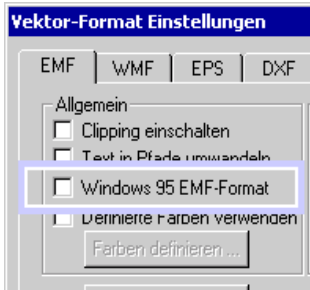 Vektor-Format Einstellungen
EMF WMF EPS DXF
Allgemein
Clipping einschalten
Text in Pfade umwandeln
Windows 95 EMF-Format
Definierte Farben verwenden
Farben definieren ...